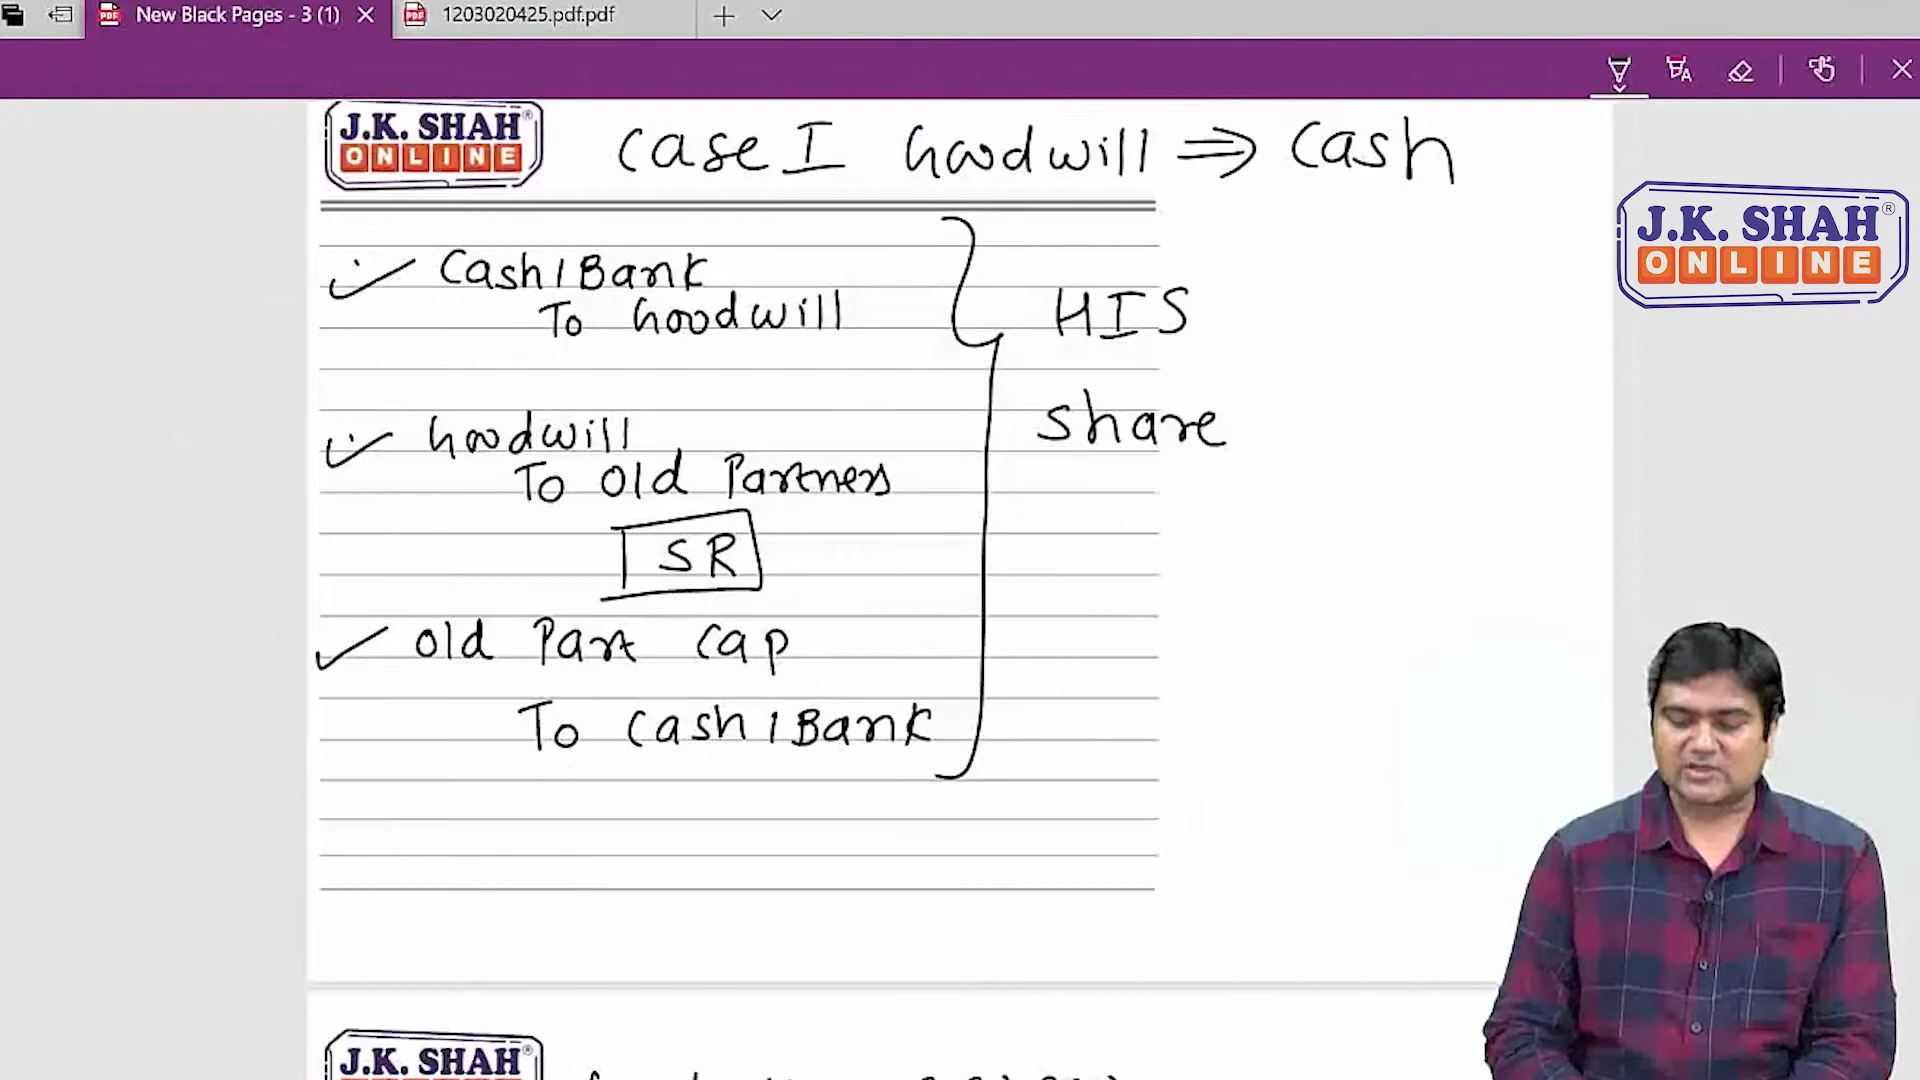 New Black Pages - 3 (1)
1203020425.pdf.pdf
J.K. SHAH®
ONLINE
Case I Goodwill ⇒ Cash
J.K. SHAH®
ONLINE
Cash/Bank
To Goodwill
HIS
Share
Goodwill
To Old Partners
SR
Old Part Cap
To Cash/Bank
J.K. SHAH®